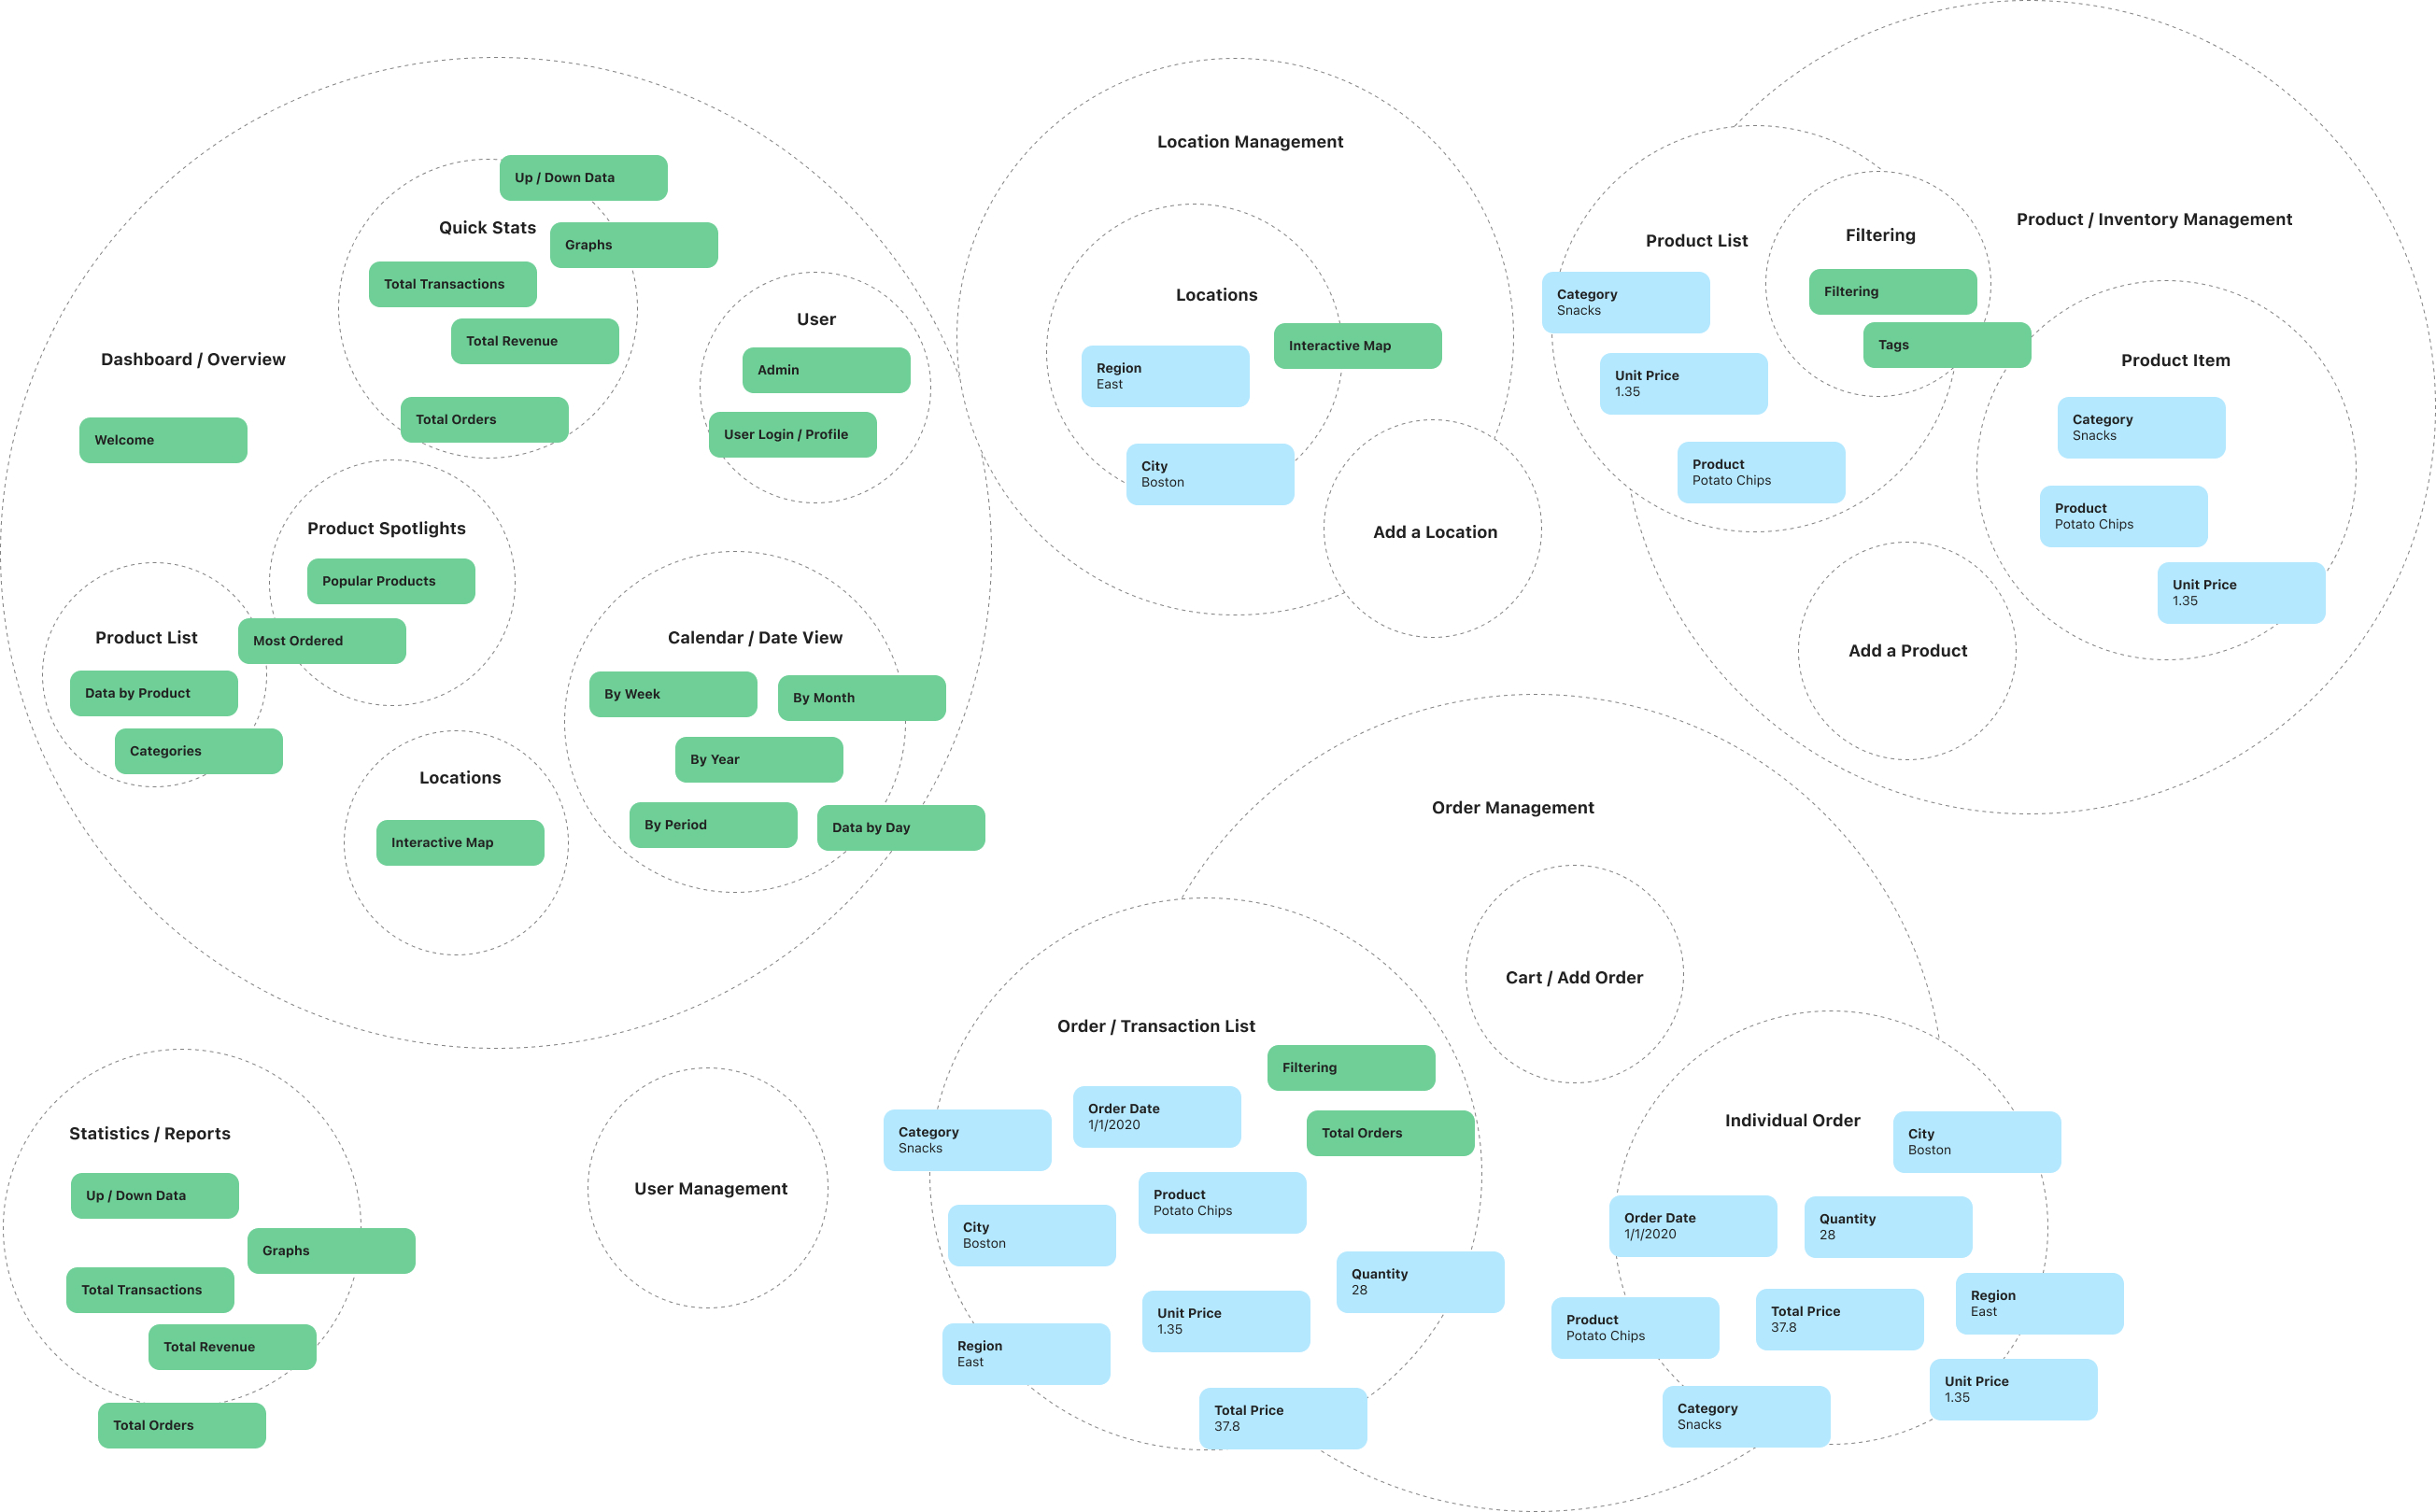 Dashboard / Overview
Welcome
Quick Stats
Up / Down Data
Graphs
Total Transactions
Total Revenue
Total Orders
User
Admin
User Login / Profile
Product Spotlights
Popular Products
Most Ordered
Product List
Data by Product
Categories
Locations
Interactive Map
Calendar / Date View
By Week
By Month
By Year
By Period
Data by Day
Location Management
Locations
Interactive Map
Region
East
City
Boston
Add a Location
Product / Inventory Management
Product List
Category
Snacks
Unit Price
1.35
Product
Potato Chips
Filtering
Filtering
Tags
Product Item
Category
Snacks
Product
Potato Chips
Unit Price
1.35
Add a Product
Statistics / Reports
Up / Down Data
Graphs
Total Transactions
Total Revenue
Total Orders
User Management
Order Management
Cart / Add Order
Order / Transaction List
Filtering
Order Date
1/1/2020
Category
Snacks
Total Orders
Product
Potato Chips
City
Boston
Quantity
28
Unit Price
1.35
Region
East
Total Price
37.8
Individual Order
City
Boston
Order Date
1/1/2020
Quantity
28
Region
East
Total Price
37.8
Product
Potato Chips
Unit Price
1.35
Category
Snacks